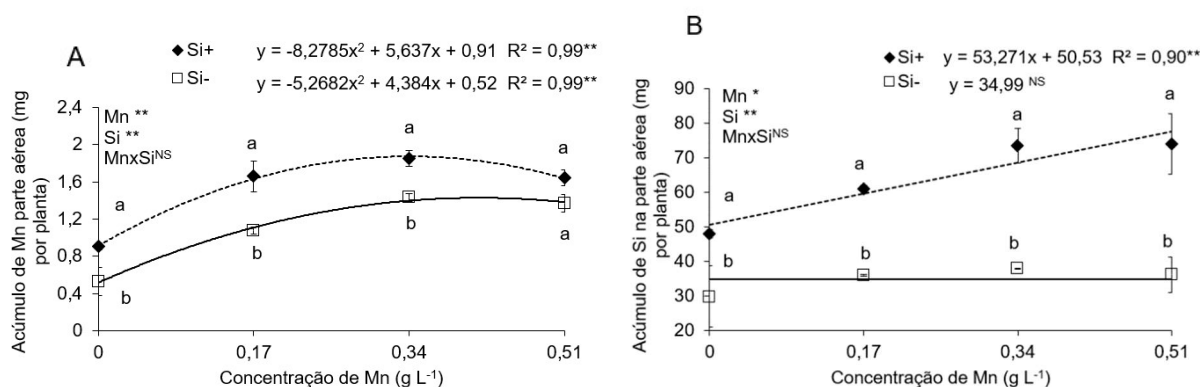 A
Si+ y = -8,2785x² + 5,637x + 0,91 R² = 0,99**
Si- y = -5,2682x² + 4,384x + 0,52 R² = 0,99**
Acúmulo de Mn parte aérea (mg
por planta)
2,4
2
1,6
1,2
0,8
0,4
0
Mn **
Si **
MnxSiᴺˢ
a
a
a
a
b
b
b
a
0
0,17
0,34
0,51
Concentração de Mn (g L⁻¹)
B
Si+ y = 53,271x + 50,53 R² = 0,90**
Si- y = 34,99 ᴺˢ
Acúmulo de Si na parte aérea (mg
por planta)
90
80
70
60
50
40
30
20
Mn *
Si **
MnxSiᴺˢ
a
a
a
a
b
b
b
b
0
0,17
0,34
0,51
Concentração de Mn (g L⁻¹)